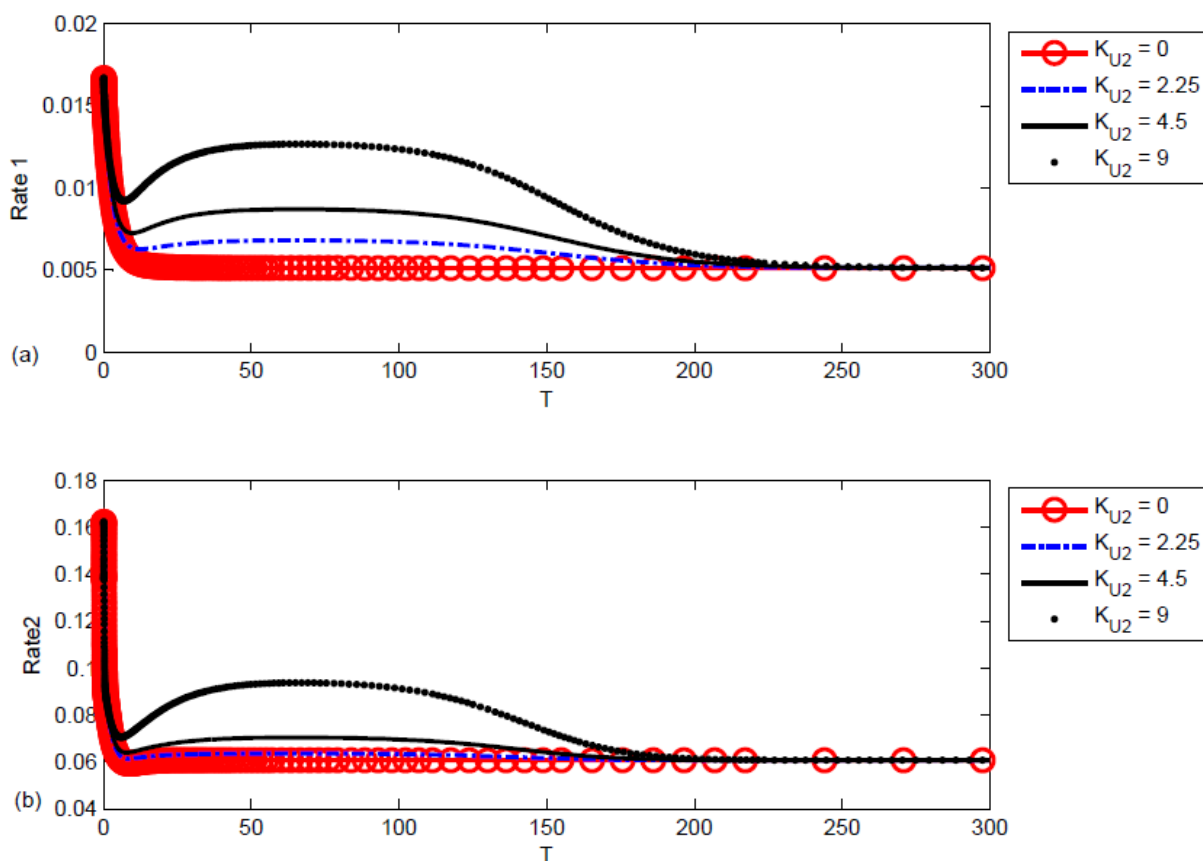 0.02
0.015
0.01
0.005
0
Rate 1
(a)
0 50 100 150 200 250 300
T
K_U2 = 0
K_U2 = 2.25
K_U2 = 4.5
K_U2 = 9
0.18
0.16
0.14
0.12
0.1
0.08
0.06
0.04
Rate2
(b)
0 50 100 150 200 250 300
T
K_U2 = 0
K_U2 = 2.25
K_U2 = 4.5
K_U2 = 9